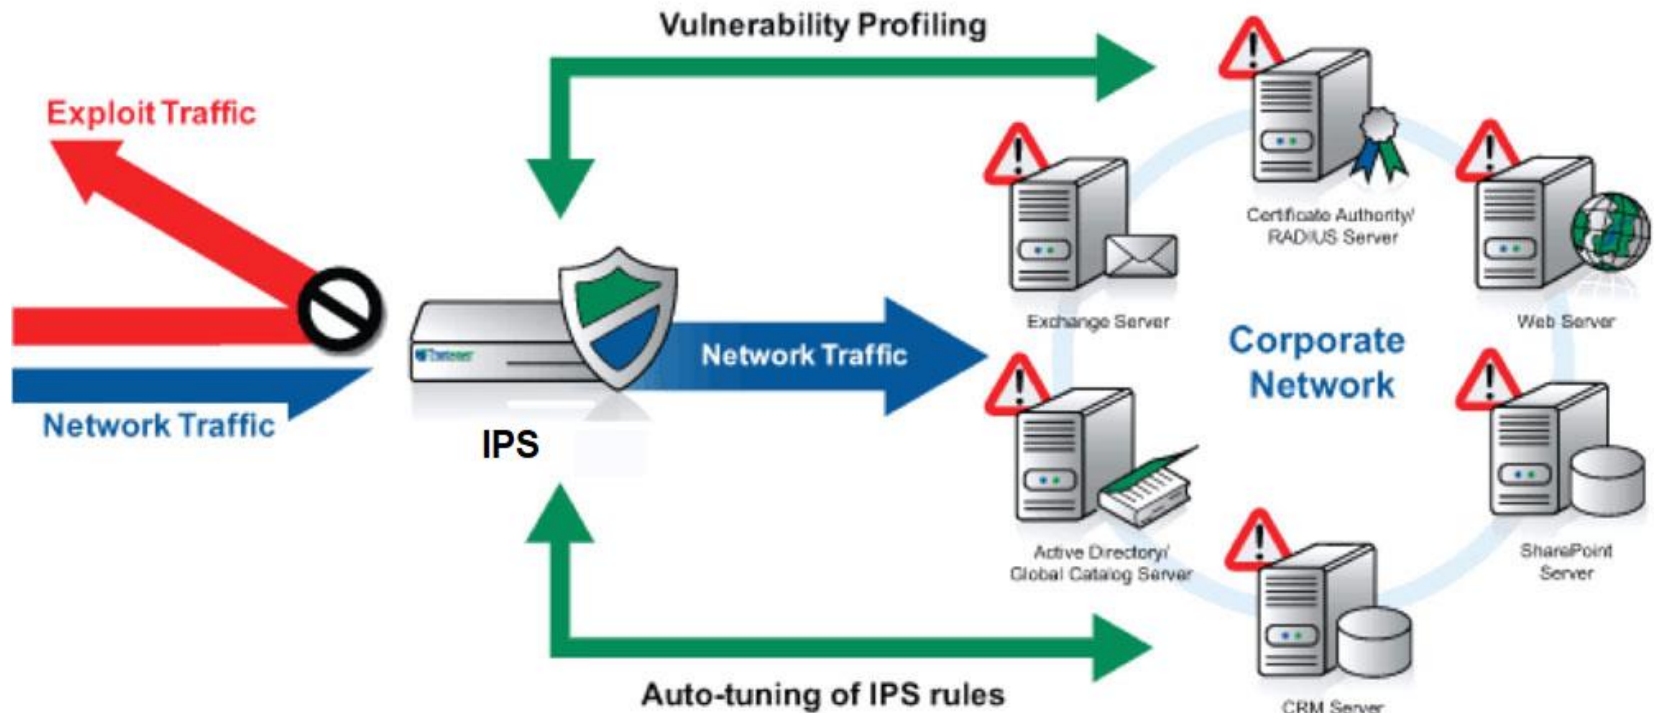 Vulnerability Profiling
Exploit Traffic
Certificate Authority/
RADIUS Server
Exchange Server
Web Server
Network Traffic
Corporate
Network
Network Traffic
IPS
Active Directory/
Global Catalog Server
SharePoint
Server
Auto-tuning of IPS rules
CRM Server